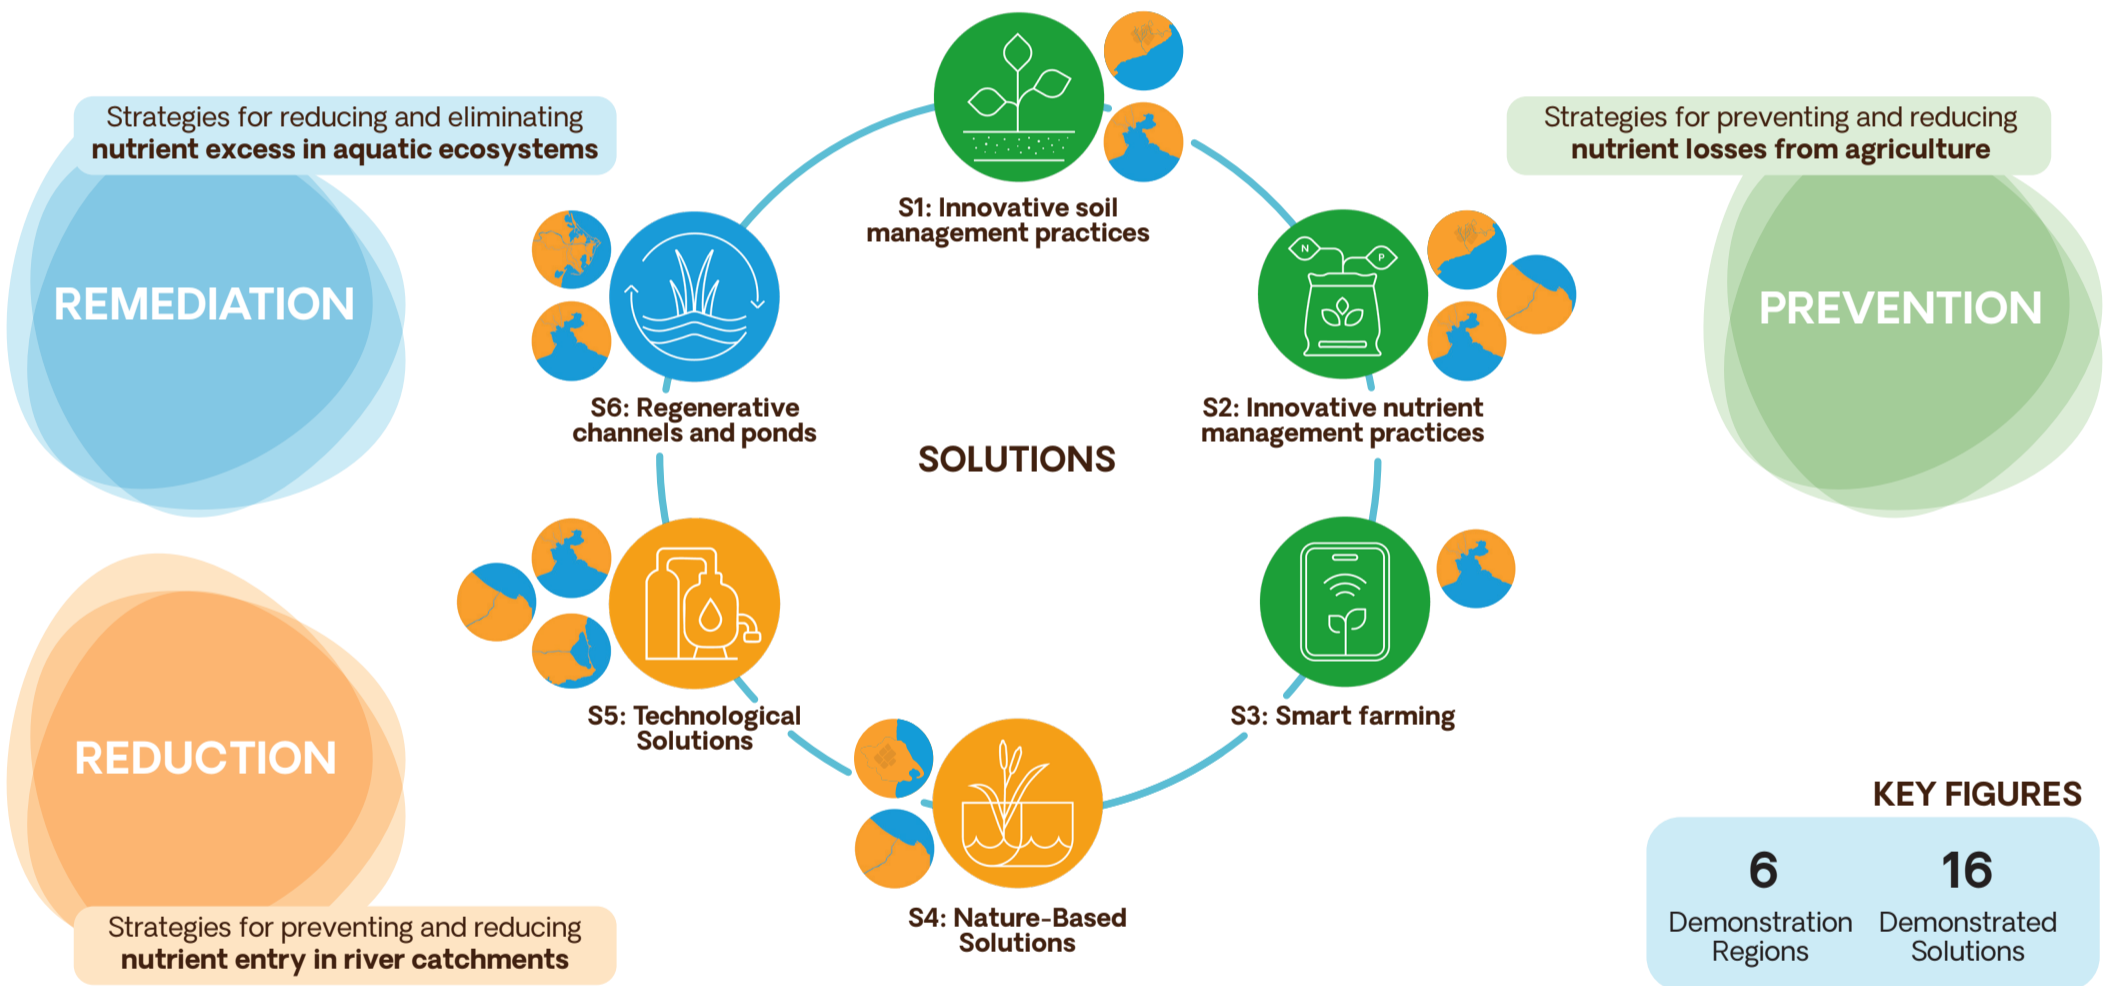 Strategies for reducing and eliminating
nutrient excess in aquatic ecosystems
REMEDIATION
REDUCTION
Strategies for preventing and reducing
nutrient entry in river catchments
S1: Innovative soil
management practices
N
P
S2: Innovative nutrient
management practices
S3: Smart farming
S4: Nature-Based
Solutions
S5: Technological
Solutions
S6: Regenerative
channels and ponds
SOLUTIONS
Strategies for preventing and reducing
nutrient losses from agriculture
PREVENTION
KEY FIGURES
6
Demonstration
Regions
16
Demonstrated
Solutions